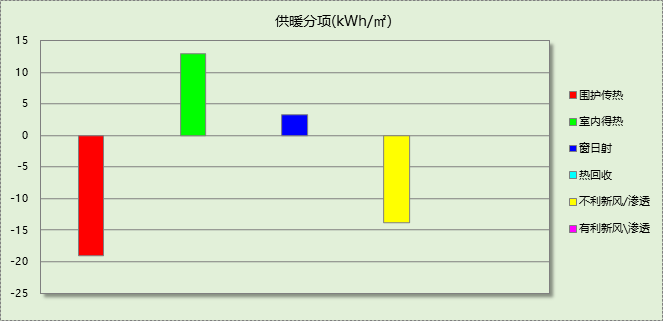 供暖分项(kWh/㎡)
15
10
5
0
-5
-10
-15
-20
-25
围护传热
室内得热
窗日射
热回收
不利新风/渗透
有利新风\渗透